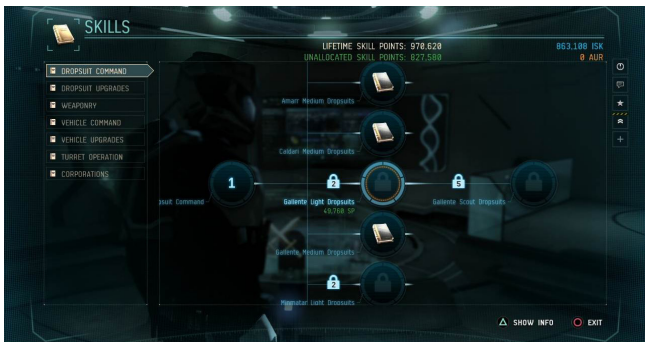 SKILLS
LIFETIME SKILL POINTS: 970,620
863,108 ISK
UNALLOCATED SKILL POINTS: 827,580
0 AUR
DROPSUIT COMMAND
DROPSUIT UPGRADES
WEAPONRY
VEHICLE COMMAND
VEHICLE UPGRADES
TURRET OPERATION
CORPORATIONS
Amarr Medium Dropsuits
Caldari Medium Dropsuits
1
2
5
psuit Command
Gallente Light Dropsuits
Gallente Scout Dropsuits
49,760 SP
Gallente Medium Dropsuits
2
Minmatar Light Dropsuits
SHOW INFO
EXIT